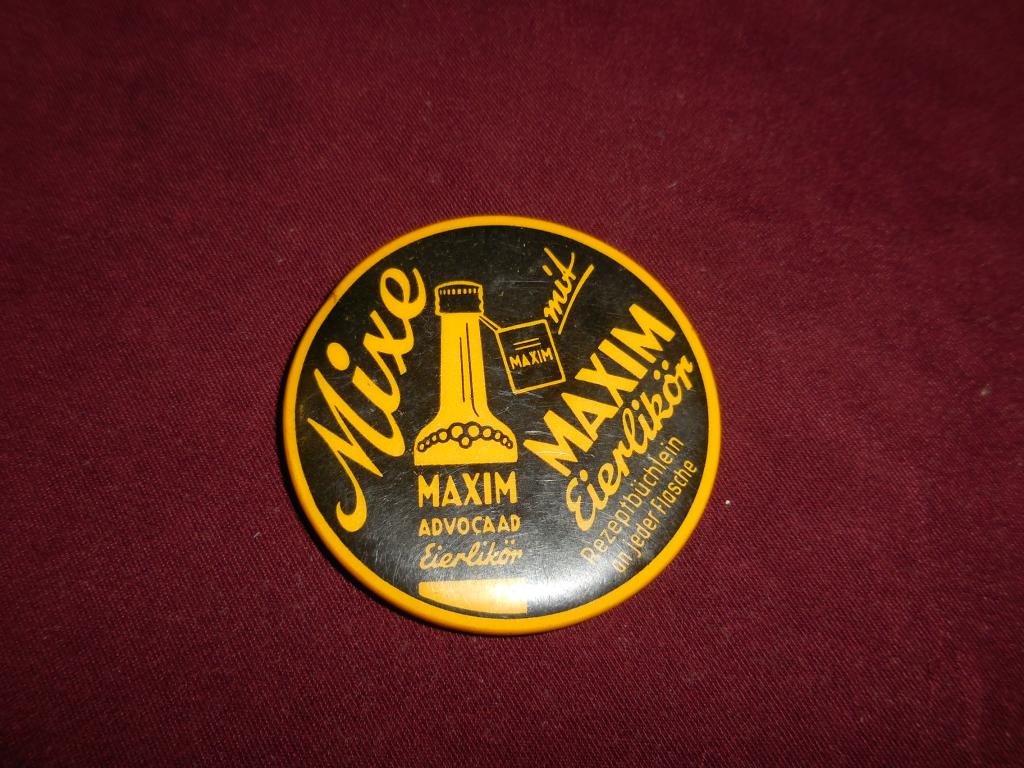 Mixe
mit
MAXIM
MAXIM
Eierlikör
Rezeptbüchlein
an jeder Flasche
MAXIM
ADVOCAAD
Eierlikör